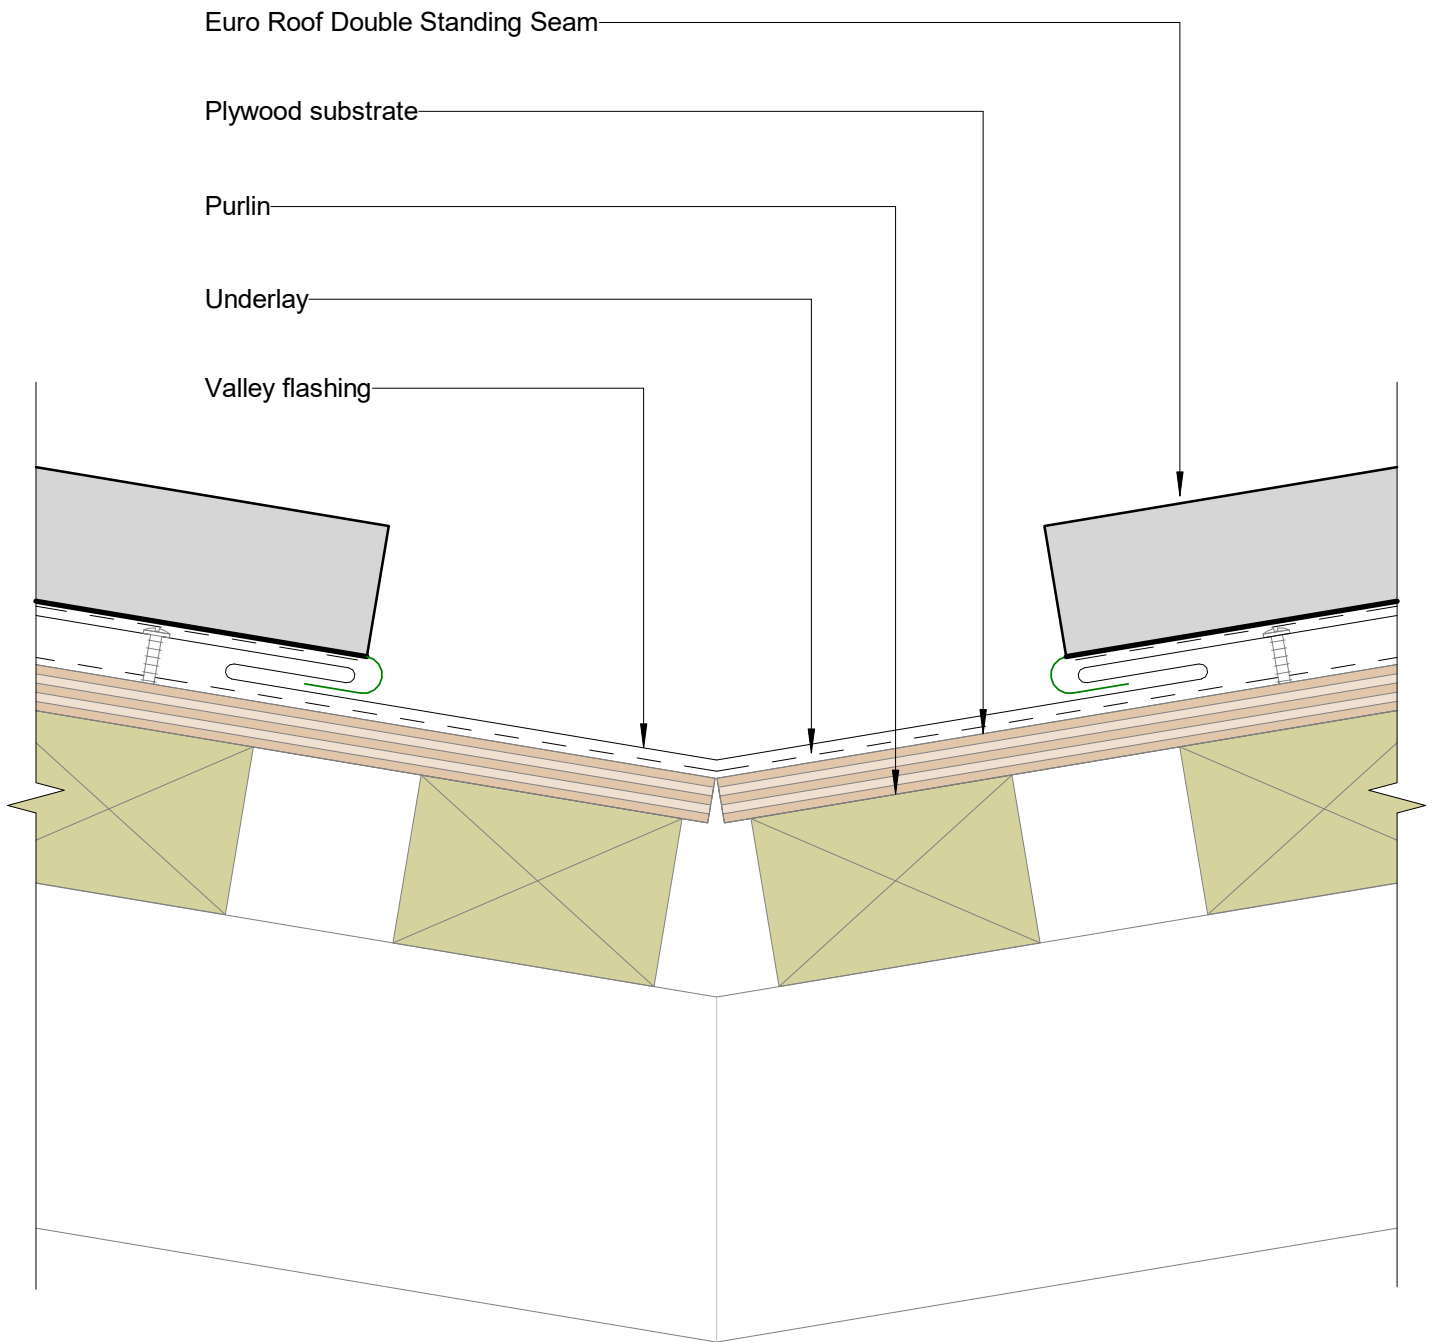 Euro Roof Double Standing Seam
Plywood substrate
Purlin
Underlay
Valley flashing